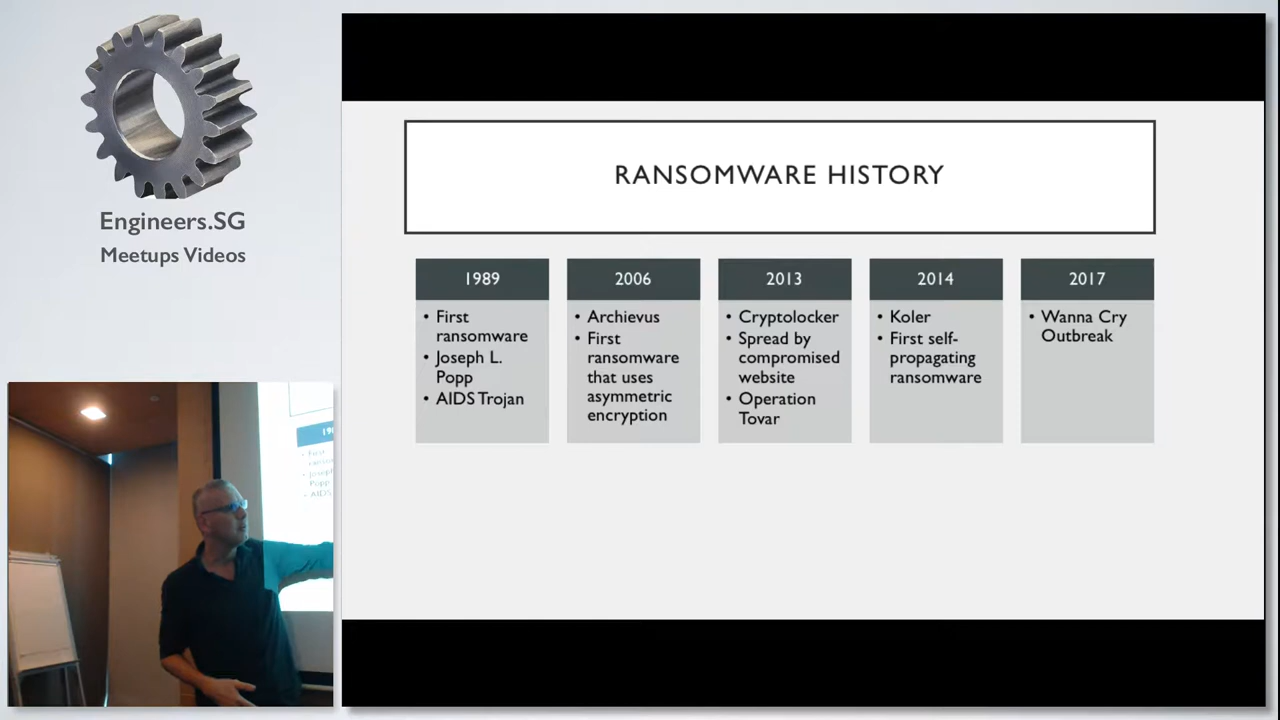 Engineers.SG
Meetups Videos
RANSOMWARE HISTORY
1989
• First
ransomware
• Joseph L.
Popp
• AIDS Trojan
2006
• Archievus
• First
ransomware
that uses
asymmetric
encryption
2013
• Cryptolocker
• Spread by
compromised
website
• Operation
Tovar
2014
• Koler
• First self-
propagating
ransomware
2017
• Wanna Cry
Outbreak